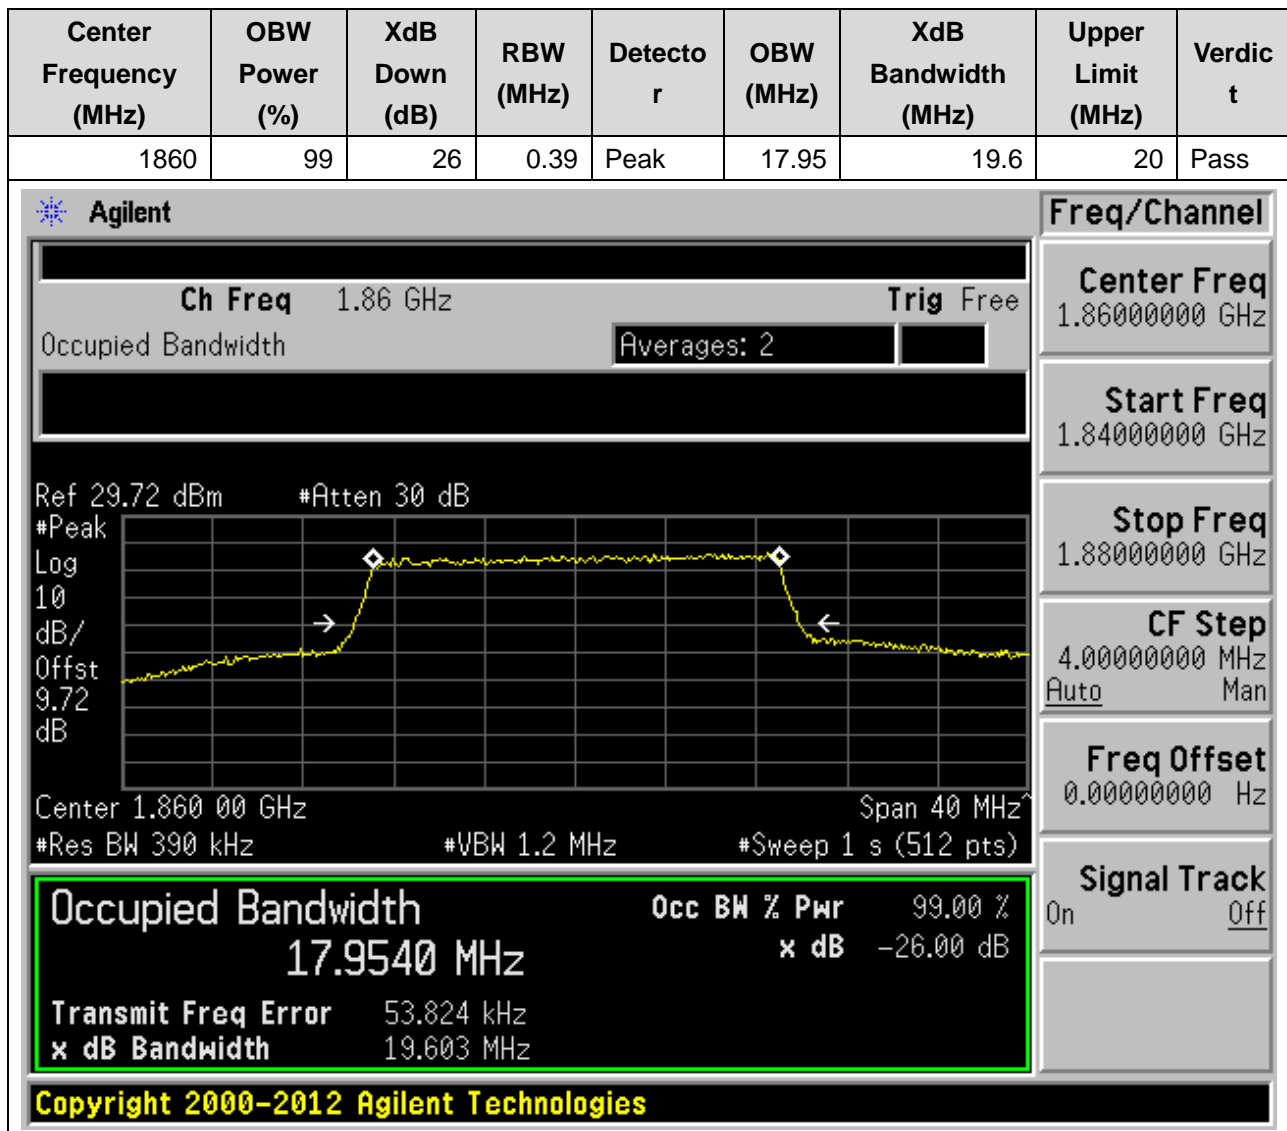 Center Frequency (MHz) OBW Power (%) XdB Down (dB) RBW (MHz) Detecto r OBW (MHz) XdB Bandwidth (MHz) Upper Limit (MHz) Verdic t
1860 99 26 0.39 Peak 17.95 19.6 20 Pass
Agilent
Freq/Channel
Ch Freq 1.86 GHz Trig Free
Occupied Bandwidth Averages: 2
Center Freq
1.86000000 GHz
Start Freq
1.84000000 GHz
Stop Freq
1.88000000 GHz
CF Step
4.00000000 MHz
Auto Man
Freq Offset
0.00000000 Hz
Signal Track
On Off
Ref 29.72 dBm #Atten 30 dB
#Peak
Log
10
dB/
Offst
9.72
dB
Center 1.860 00 GHz Span 40 MHz^
#Res BW 390 kHz #VBW 1.2 MHz #Sweep 1 s (512 pts)
Occupied Bandwidth Occ BW % Pwr 99.00 %
17.9540 MHz x dB -26.00 dB
Transmit Freq Error 53.824 kHz
x dB Bandwidth 19.603 MHz
Copyright 2000-2012 Agilent Technologies